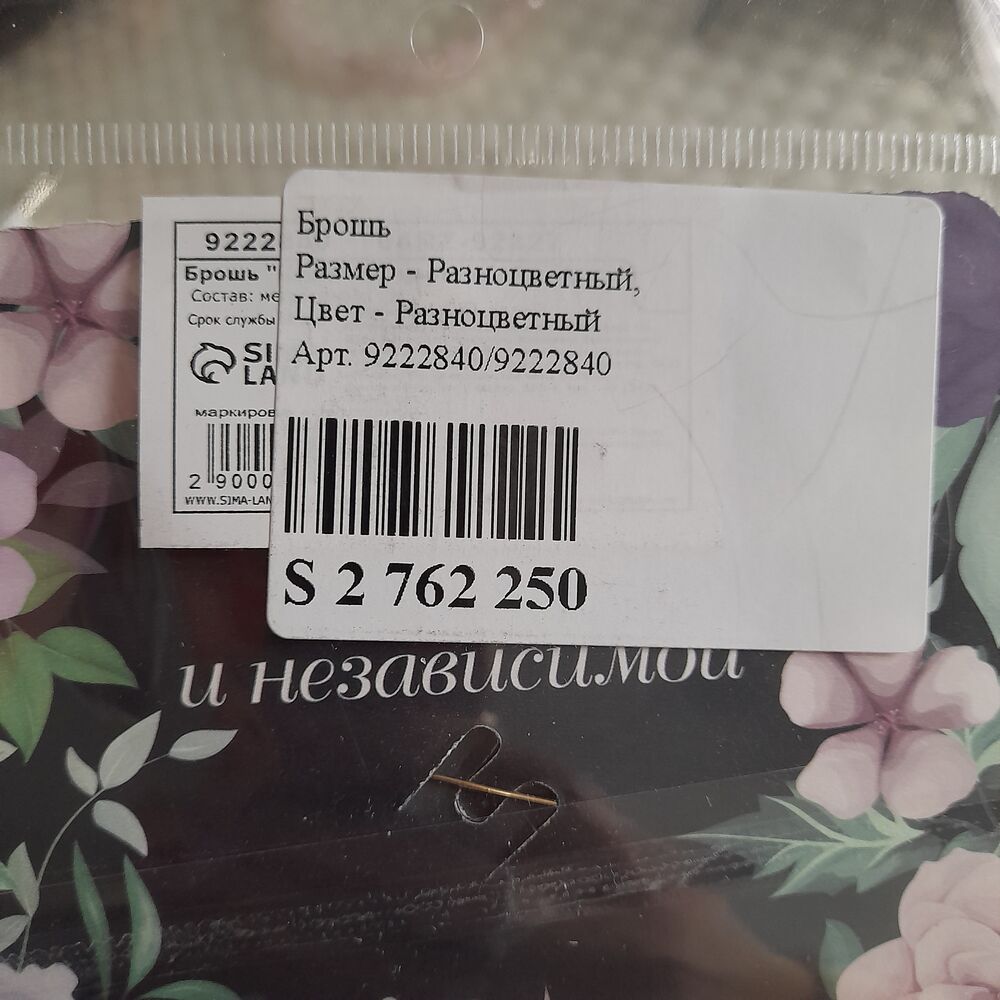 9222
Брошь "
Состав: ме
Срок службы
SI
LA
маркиров
2 9000
WWW.SIMA-LAN
Брошь
Размер - Разноцветный,
Цвет - Разноцветный
Арт. 9222840/9222840
S 2 762 250
и независимой